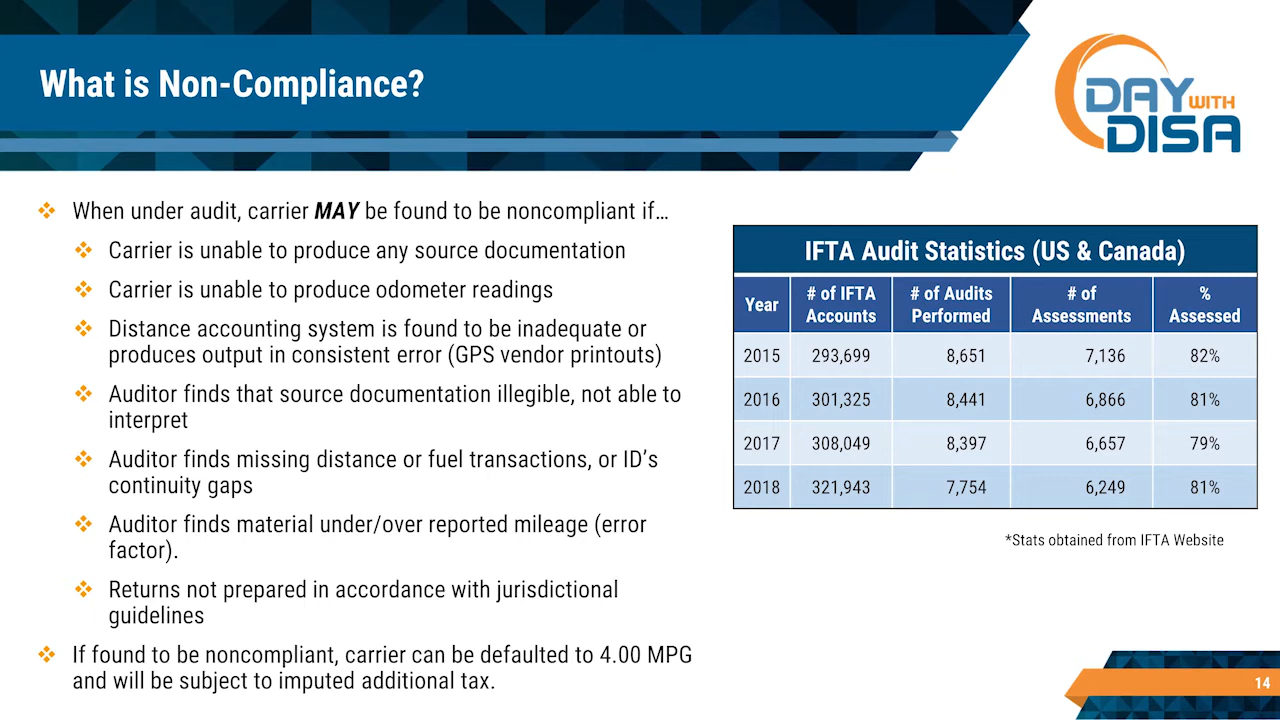 What is Non-Compliance?
DAY WITH
DISA
When under audit, carrier MAY be found to be noncompliant if…
Carrier is unable to produce any source documentation
Carrier is unable to produce odometer readings
Distance accounting system is found to be inadequate or
produces output in consistent error (GPS vendor printouts)
Auditor finds that source documentation illegible, not able to
interpret
Auditor finds missing distance or fuel transactions, or ID’s
continuity gaps
Auditor finds material under/over reported mileage (error
factor).
Returns not prepared in accordance with jurisdictional
guidelines
If found to be noncompliant, carrier can be defaulted to 4.00 MPG
and will be subject to imputed additional tax.
IFTA Audit Statistics (US & Canada)
Year # of IFTA Accounts # of Audits Performed # of Assessments % Assessed
2015 293,699 8,651 7,136 82%
2016 301,325 8,441 6,866 81%
2017 308,049 8,397 6,657 79%
2018 321,943 7,754 6,249 81%
*Stats obtained from IFTA Website
14